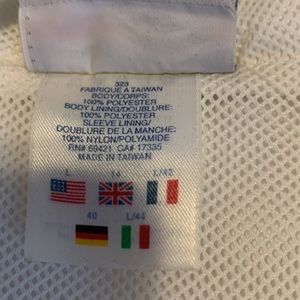 323
FABRIQUE A TAIWAN
BODY/CORPS:
100% POLYESTER
BODY LINING/DOUBLURE:
100% POLYESTER
SLEEVE LINING/
DOUBLURE DE LA MANCHE:
100% NYLON/POLYAMIDE
RN# 69421 CA# 17335
MADE IN TAIWAN
L 14 L/42
40 L/44